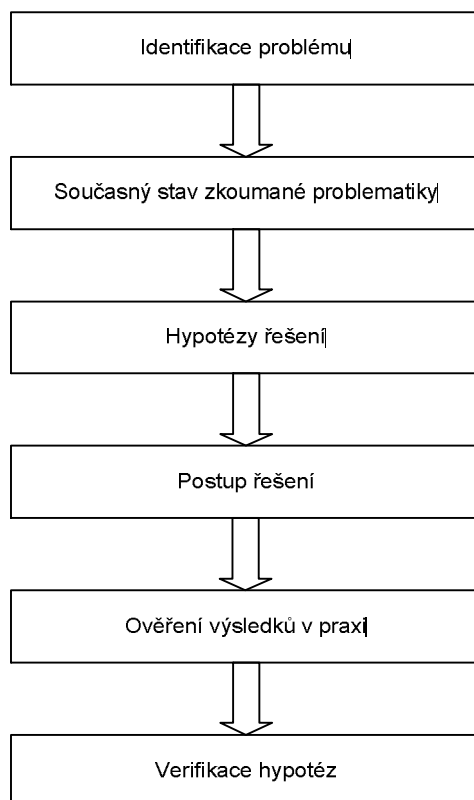 Identifikace problému
Současný stav zkoumané problematiky
Hypotézy řešení
Postup řešení
Ověření výsledků v praxi
Verifikace hypotéz